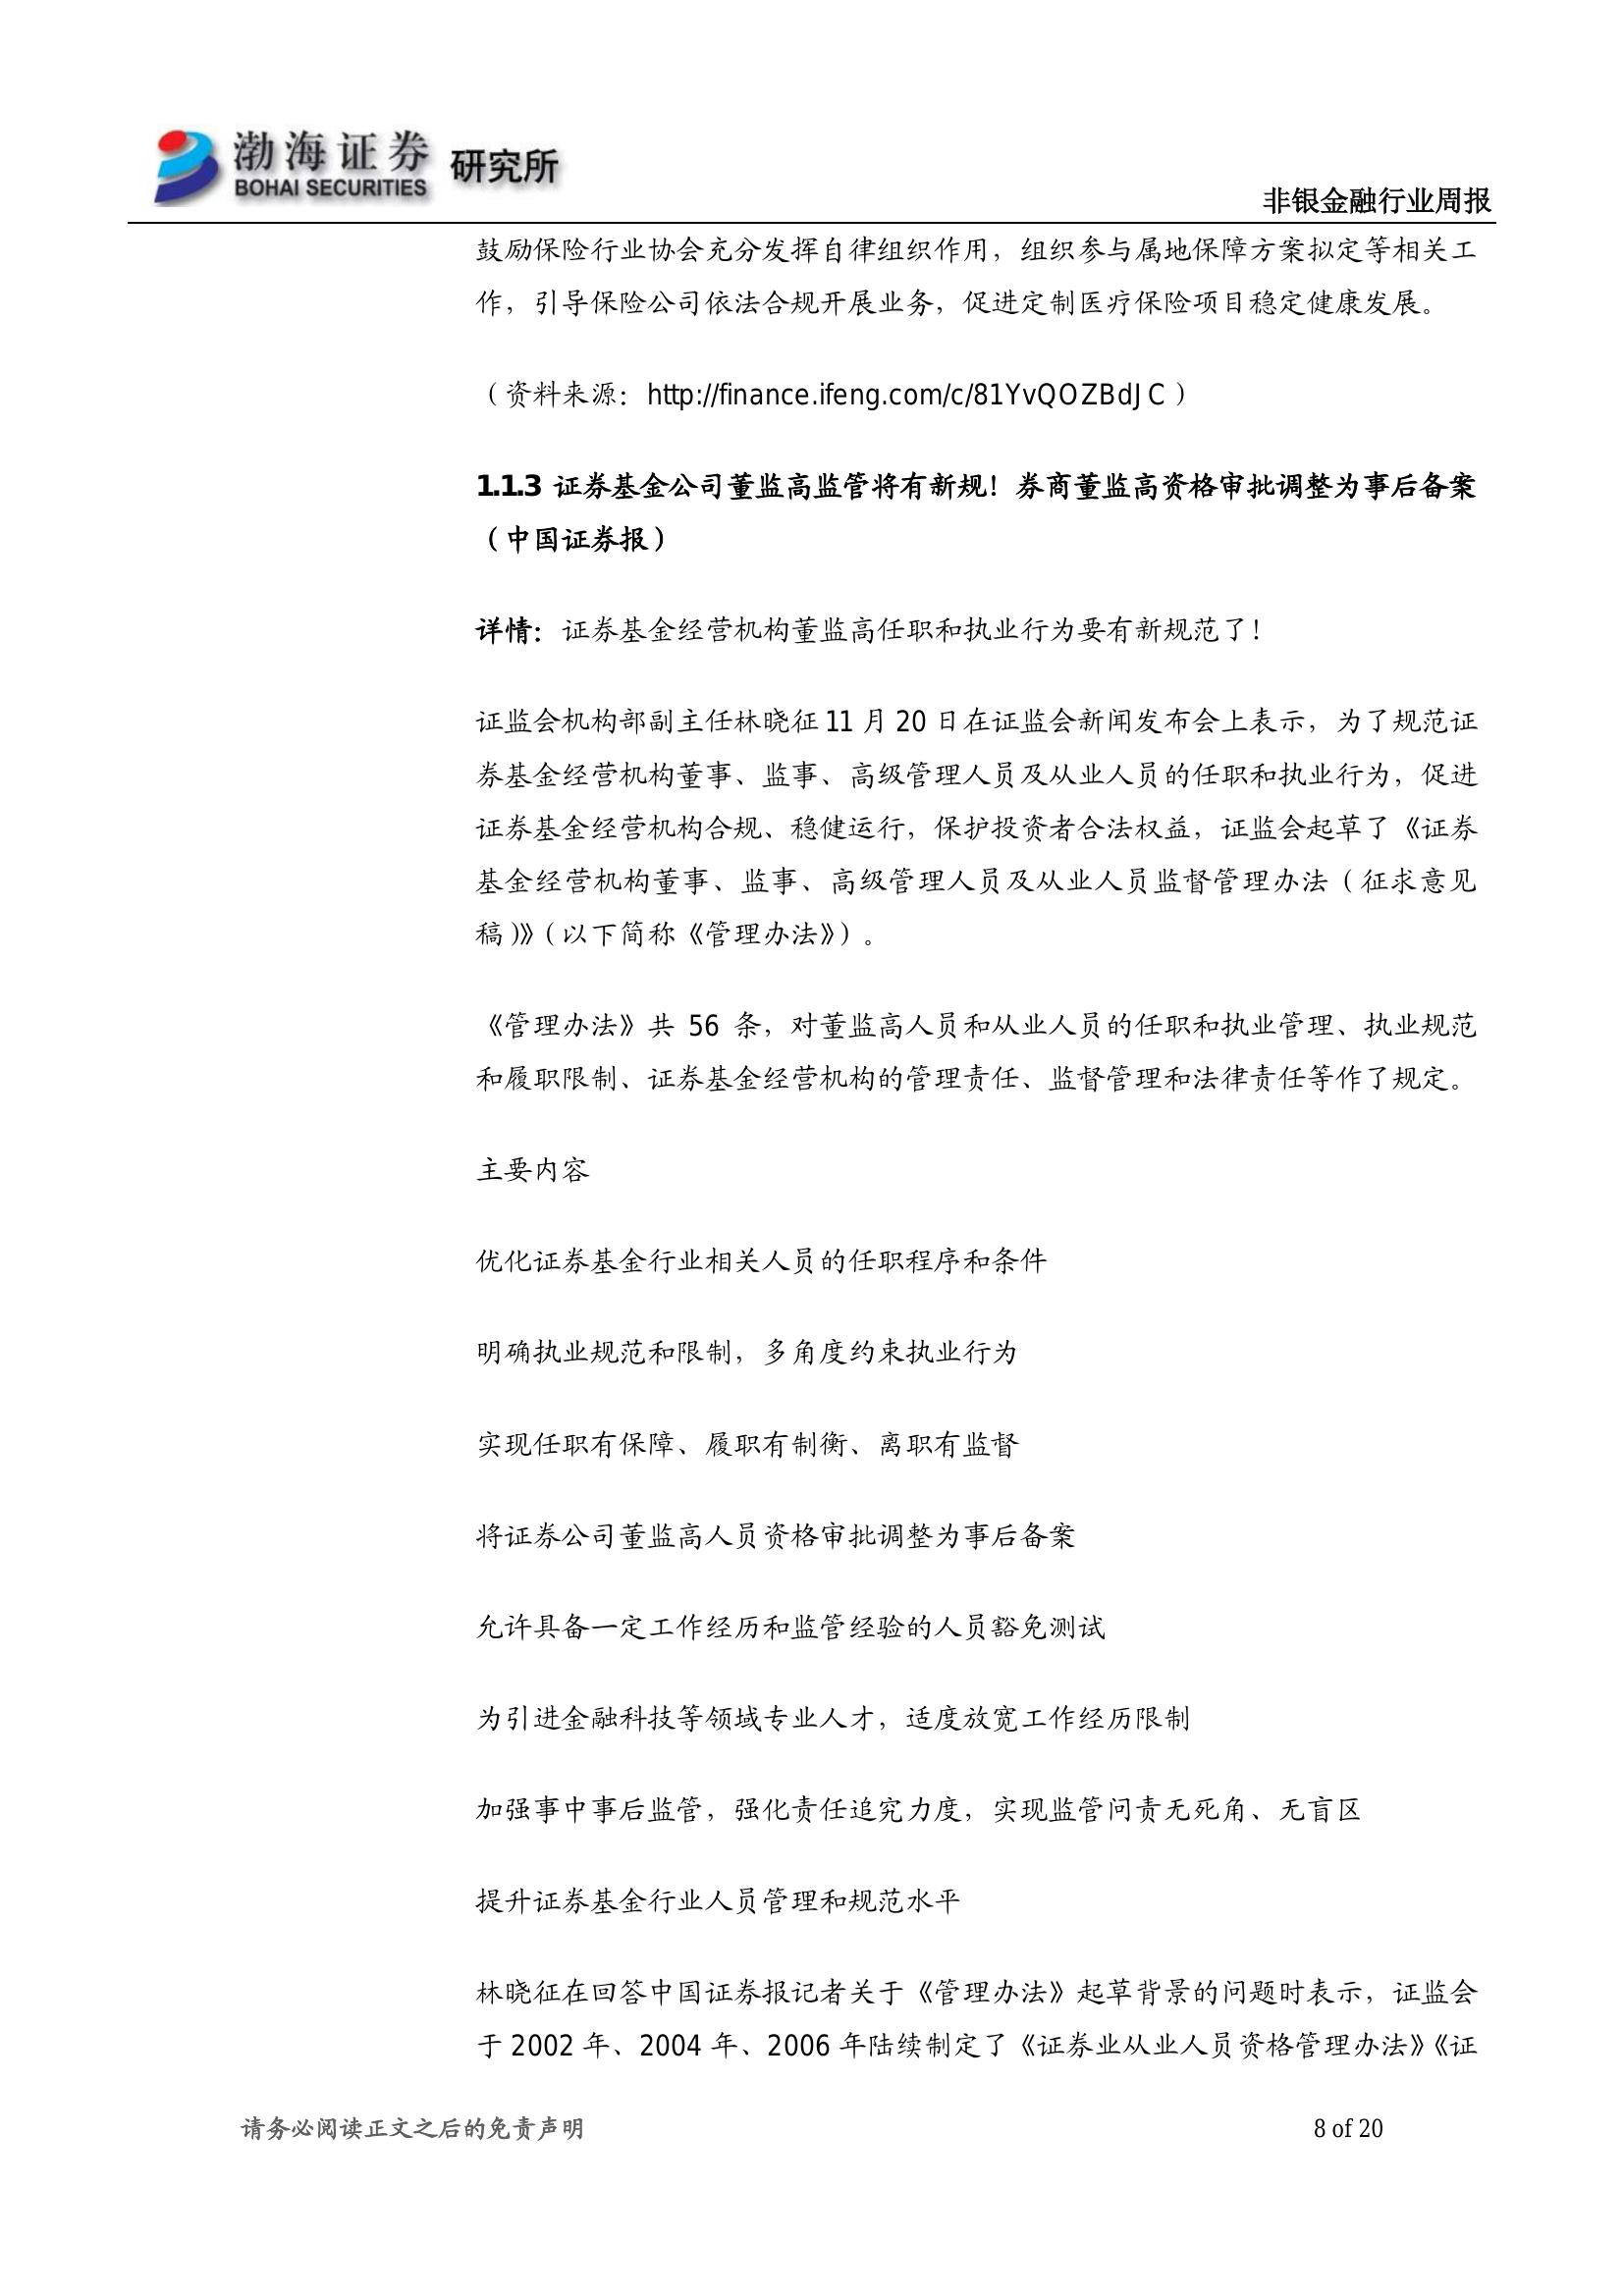 渤海证券 研究所
BOHAI SECURITIES
非银金融行业周报
鼓励保险行业协会充分发挥自律组织作用，组织参与属地保障方案拟定等相关工
作，引导保险公司依法合规开展业务，促进定制医疗保险项目稳定健康发展。
（资料来源：http://finance.ifeng.com/c/81YvQOZBdJC）
1.1.3 证券基金公司董监高监管将有新规！券商董监高资格审批调整为事后备案
（中国证券报）
详情：证券基金经营机构董监高任职和执业行为要有新规范了！
证监会机构部副主任林晓征 11 月 20 日在证监会新闻发布会上表示，为了规范证
券基金经营机构董事、监事、高级管理人员及从业人员的任职和执业行为，促进
证券基金经营机构合规、稳健运行，保护投资者合法权益，证监会起草了《证券
基金经营机构董事、监事、高级管理人员及从业人员监督管理办法（征求意见
稿）》（以下简称《管理办法》）。
《管理办法》共 56 条，对董监高人员和从业人员的任职和执业管理、执业规范
和履职限制、证券基金经营机构的管理责任、监督管理和法律责任等作了规定。
主要内容
优化证券基金行业相关人员的任职程序和条件
明确执业规范和限制，多角度约束执业行为
实现任职有保障、履职有制衡、离职有监督
将证券公司董监高人员资格审批调整为事后备案
允许具备一定工作经历和监管经验的人员豁免测试
为引进金融科技等领域专业人才，适度放宽工作经历限制
加强事中事后监管，强化责任追究力度，实现监管问责无死角、无盲区
提升证券基金行业人员管理和规范水平
林晓征在回答中国证券报记者关于《管理办法》起草背景的问题时表示，证监会
于 2002 年、2004 年、2006 年陆续制定了《证券业从业人员资格管理办法》《证
请务必阅读正文之后的免责声明
8 of 20